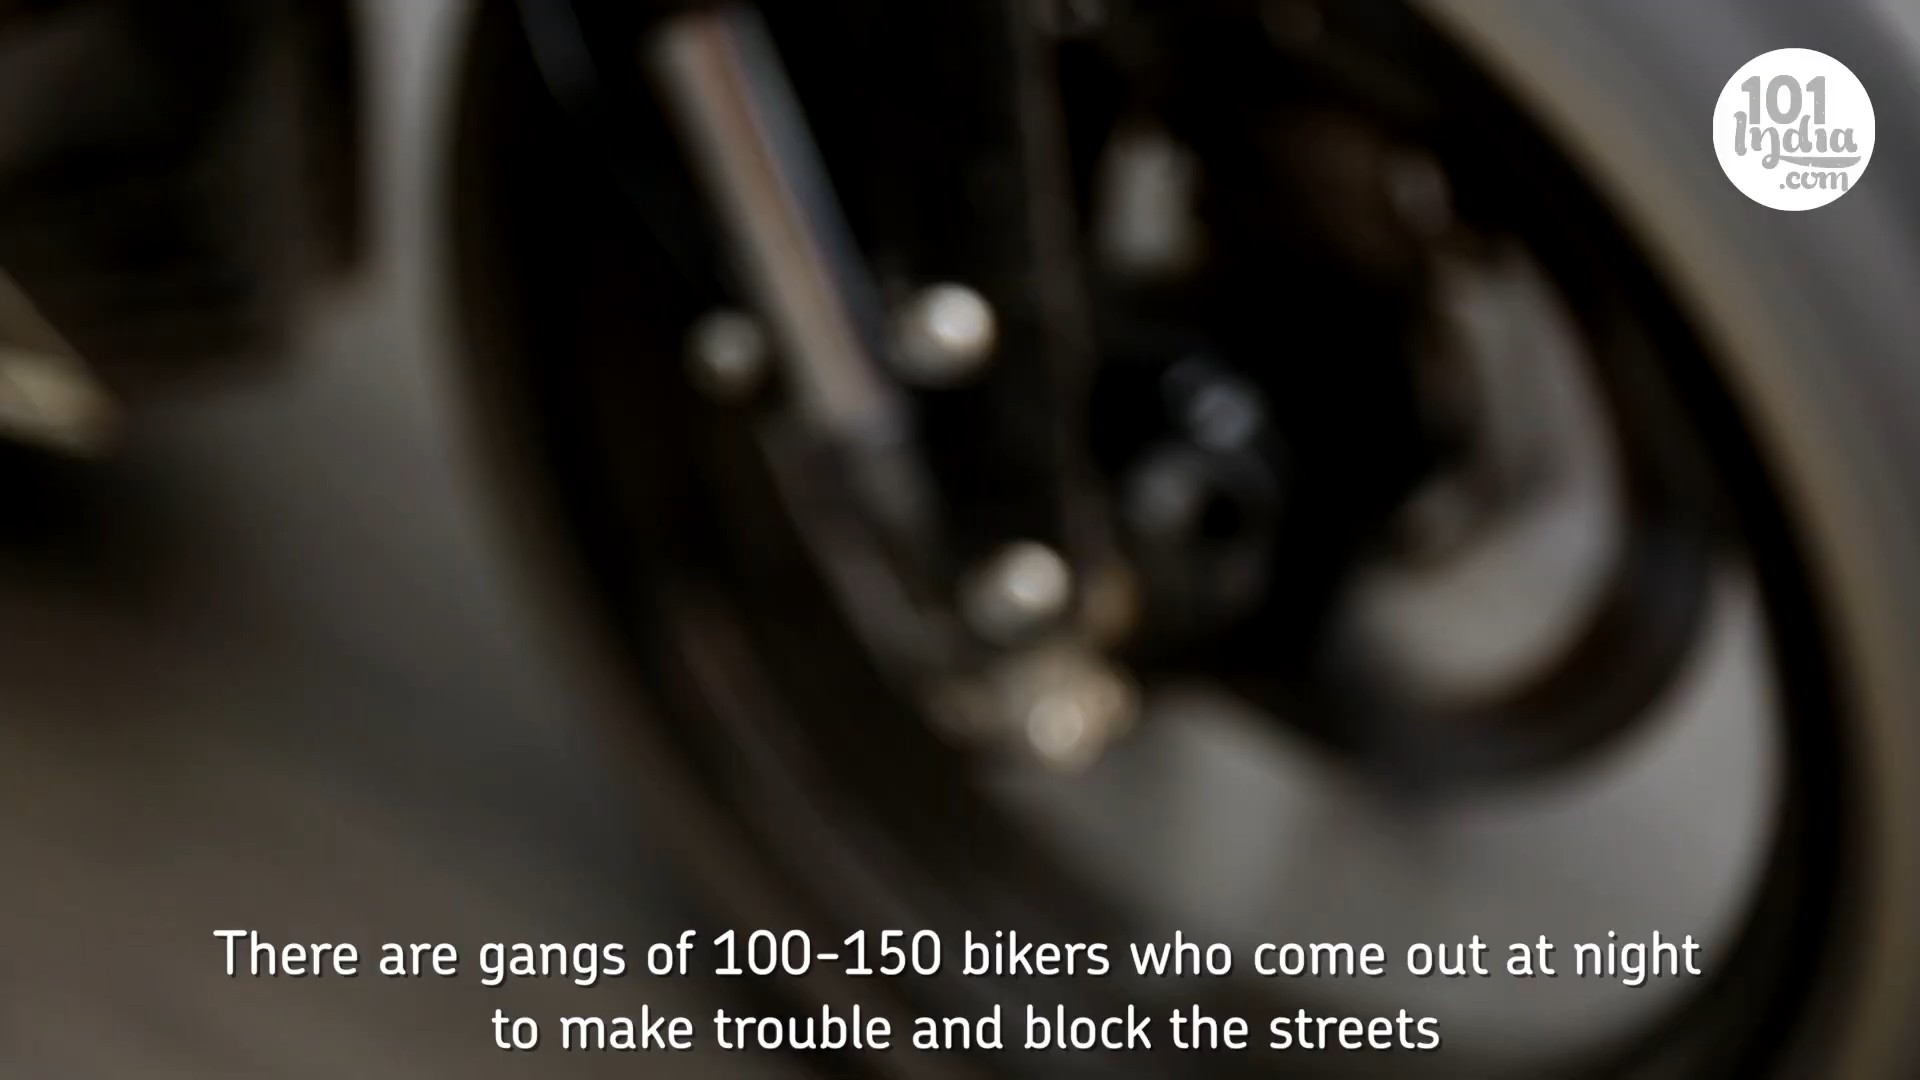 101
India
.com
There are gangs of 100-150 bikers who come out at night
to make trouble and block the streets